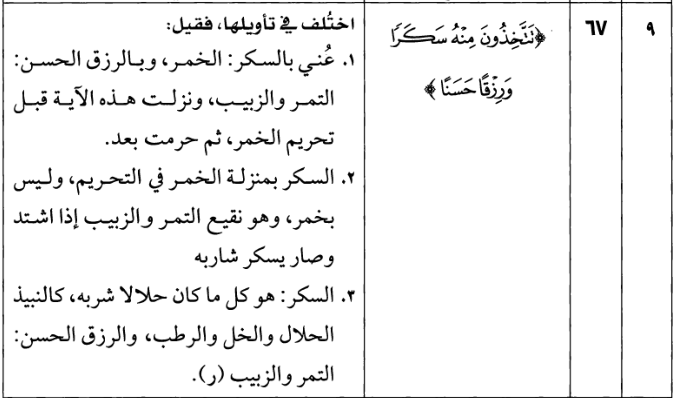 ٩
٦٧
﴿تَتَّخِذُونَ مِنْهُ سَكَرًا
وَرِزْقًا حَسَنًا﴾
اختُلف في تأويلها، فقيل:
١. عُني بالسكر: الخمر، وبالرزق الحسن:
التمر والزبيب، ونزلت هذه الآية قبل
تحريم الخمر، ثم حرمت بعد.
٢. السكر بمنزلة الخمر في التحريم، وليس
بخمر، وهو نقيع التمر والزبيب إذا اشتد
وصار يسكر شاربه
٣. السكر: هو كل ما كان حلالا شربه، كالنبيذ
الحلال والخل والرطب، والرزق الحسن:
التمر والزبيب (ر).